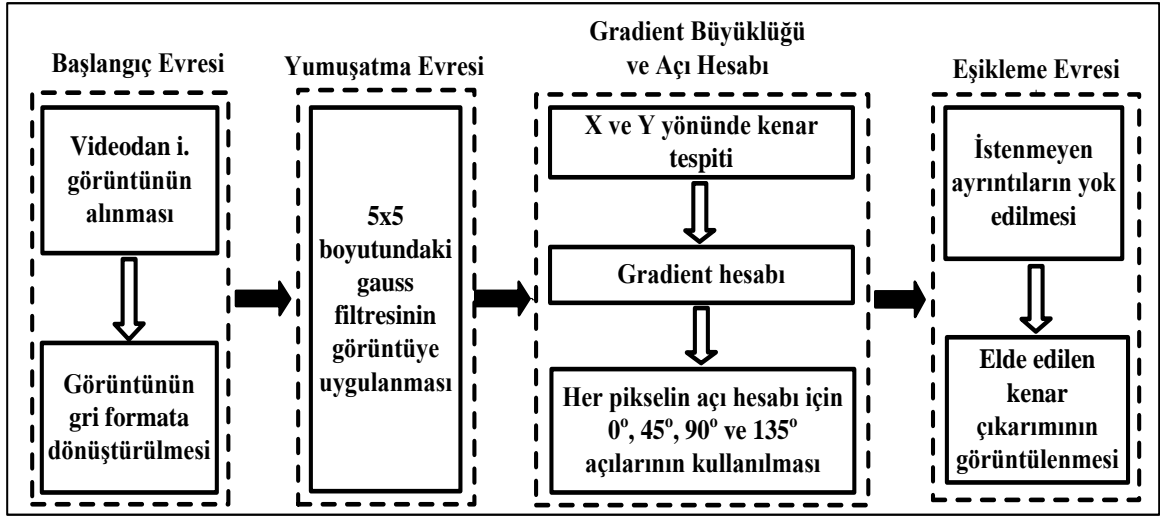 Başlangıç Evresi
Videodan i.
görüntünün
alınması
Görüntünün
gri formata
dönüştürülmesi
Yumuşatma Evresi
5x5
boyutundaki
gauss
filtresinin
görüntüye
uygulanması
Gradient Büyüklüğü
ve Açı Hesabı
X ve Y yönünde kenar
tespiti
Gradient hesabı
Her pikselin açı hesabı için
0º, 45º, 90º ve 135º
açılarının kullanılması
Eşikleme Evresi
İstenmeyen
ayrıntıların yok
edilmesi
Elde edilen
kenar
çıkarımının
görüntülenmesi